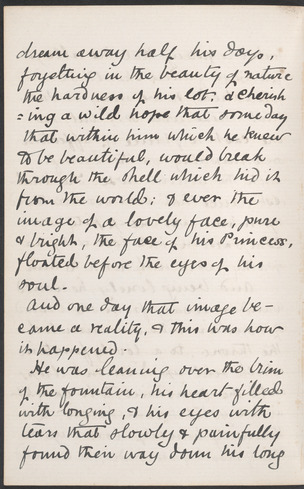 dream away half his days,
forgetting in the beauty of nature
the hardness of his lot; & cherish
=ing a wild hope that someday
that within him which he knew
to be beautiful, would break
through the shell which hid it
from the world; & ever the
image of a lovely face, pure
& bright, the face of his Princess,
floated before the eyes of his
soul.
And one day that image be-
came a reality, & this was how
it happened.
He was leaning over the brim
of the fountain, his heart filled
with longing, & his eyes with
tears that slowly & painfully
found their way down his long